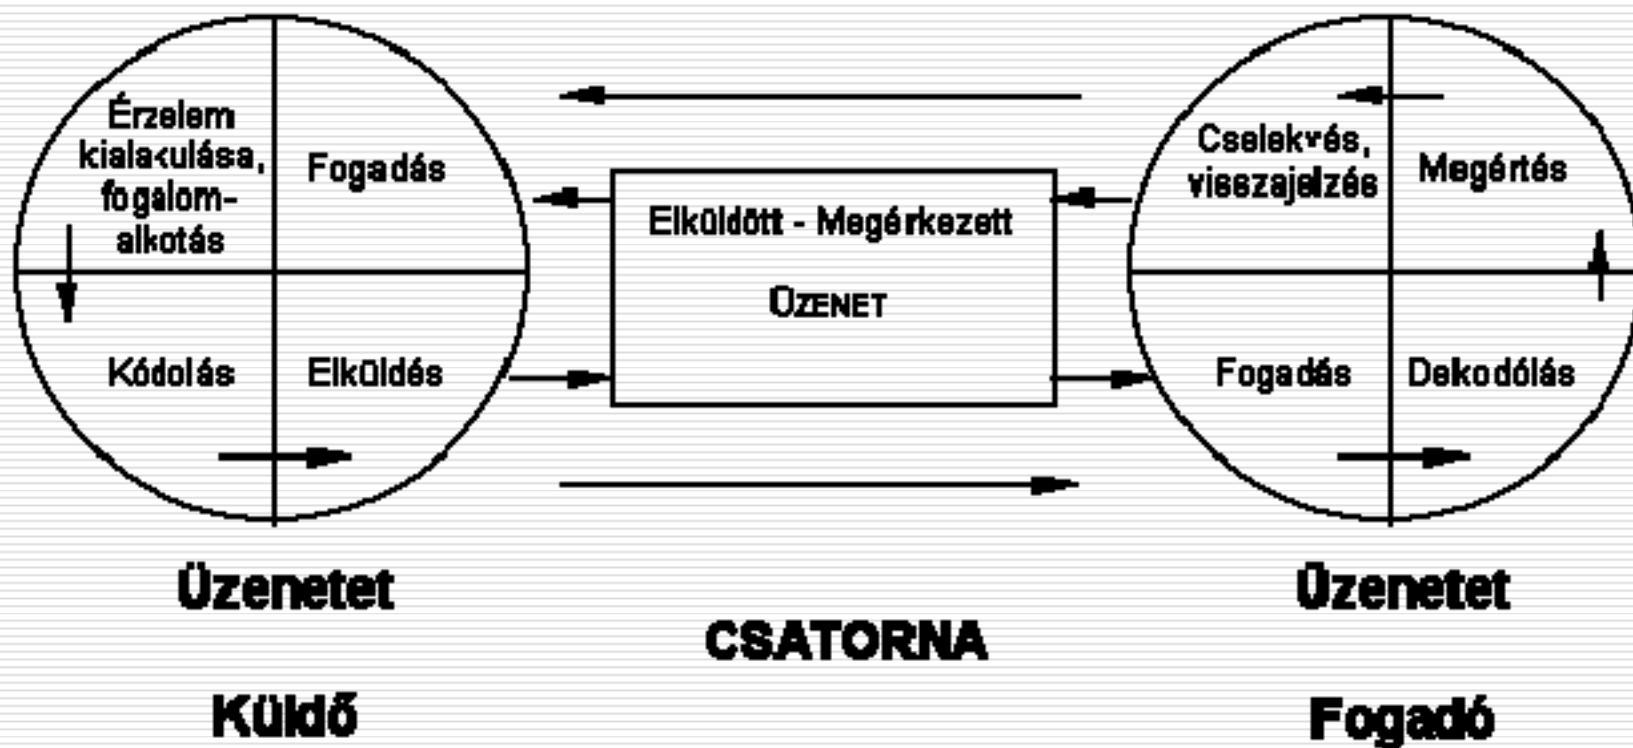 Érzelem
kialakulása,
fogalom-
alkotás
Fogadás
Kódolás
Elküldés
Elküldött - Megérkezett
ÜZENET
Cselekvés,
visszajelzés
Megértés
Fogadás
Dekodólás
Üzenetet
Küldő
CSATORNA
Üzenetet
Fogadó